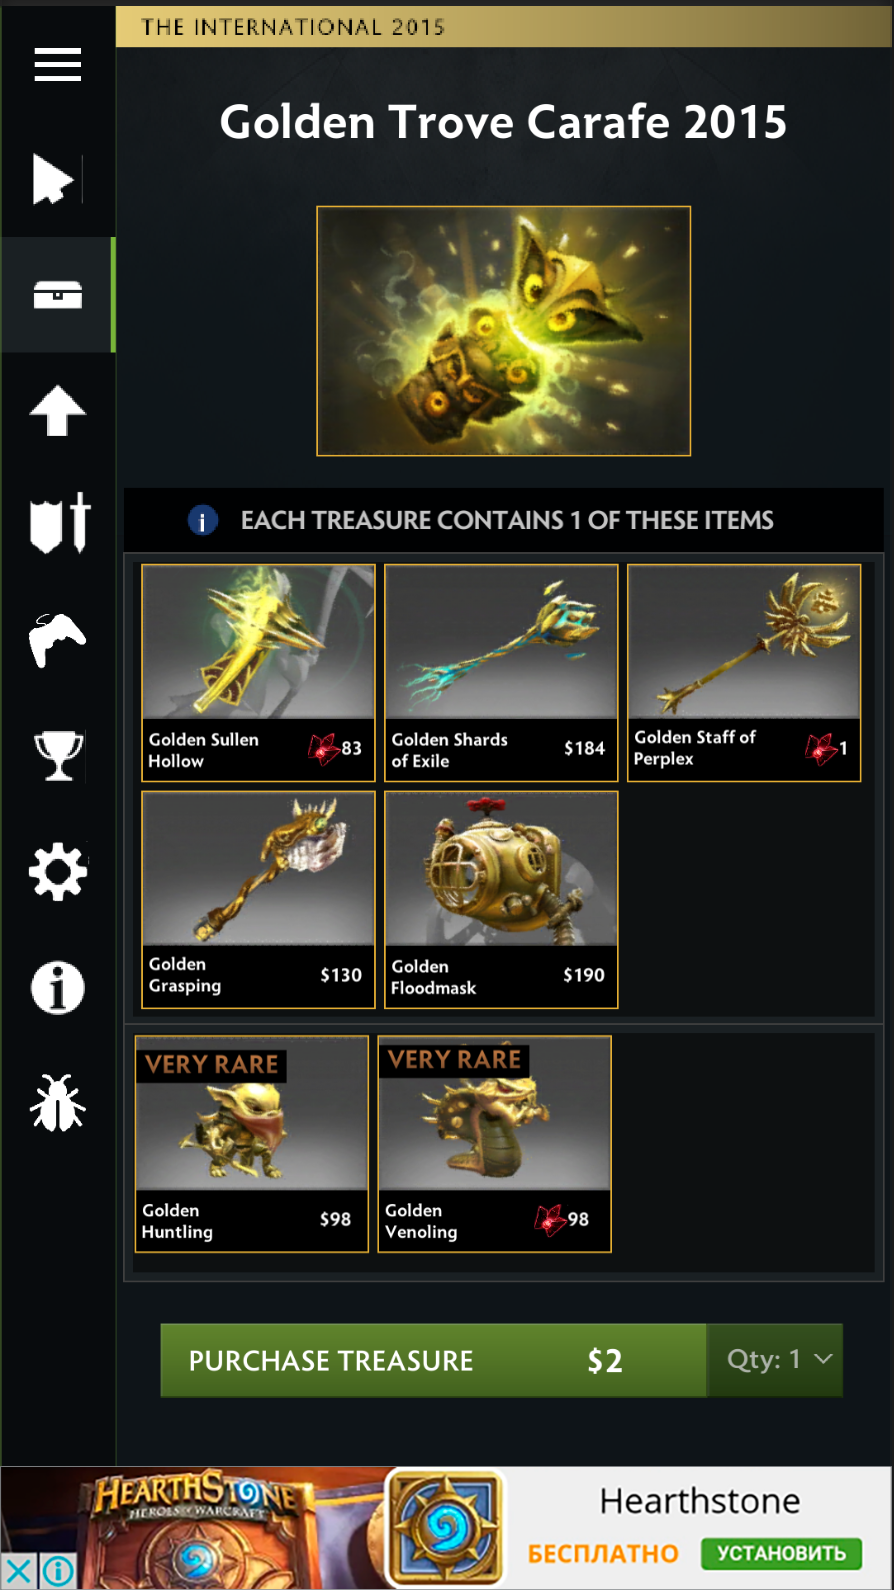 THE INTERNATIONAL 2015
Golden Trove Carafe 2015
EACH TREASURE CONTAINS 1 OF THESE ITEMS
Golden Sullen
Hollow
83
Golden Shards
of Exile
$184
Golden Staff of
Perplex
1
Golden
Grasping
$130
Golden
Floodmask
$190
VERY RARE
Golden
Huntling
$98
VERY RARE
Golden
Venoling
98
PURCHASE TREASURE
$2
Qty: 1
HEARTHSTONE
HEROES OF WARCRAFT
Hearthstone
БЕСПЛАТНО
УСТАНОВИТЬ